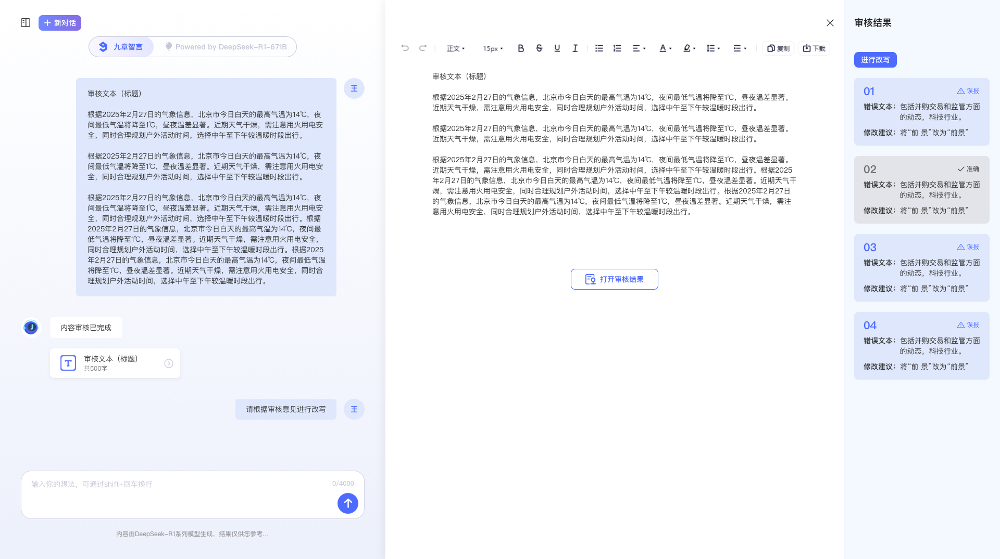 新对话
九章智言
Powered by DeepSeek-R1-671B
审核文本（标题）
根据2025年2月27日的气象信息，北京市今日白天的最高气温为14℃，夜
间最低气温将降至1℃，昼夜温差显著。近期天气干燥，需注意用火用电安
全，同时合理规划户外活动时间，选择中午至下午较温暖时段出行。
根据2025年2月27日的气象信息，北京市今日白天的最高气温为14℃，夜
间最低气温将降至1℃，昼夜温差显著。近期天气干燥，需注意用火用电安
全，同时合理规划户外活动时间，选择中午至下午较温暖时段出行。
根据2025年2月27日的气象信息，北京市今日白天的最高气温为14℃，夜
间最低气温将降至1℃，昼夜温差显著。近期天气干燥，需注意用火用电安
全，同时合理规划户外活动时间，选择中午至下午较温暖时段出行。根据
2025年2月27日的气象信息，北京市今日白天的最高气温为14℃，夜间最
低气温将降至1℃，昼夜温差显著。近期天气干燥，需注意用火用电安全，
同时合理规划户外活动时间，选择中午至下午较温暖时段出行。根据2025
年2月27日的气象信息，北京市今日白天的最高气温为14℃，夜间最低气温
将降至1℃，昼夜温差显著。近期天气干燥，需注意用火用电安全，同时合
理规划户外活动时间，选择中午至下午较温暖时段出行。
王
J
内容审核已完成
T
审核文本（标题）
共500字
请根据审核意见进行改写
王
输入你的想法，可通过shift+回车换行
0/4000
内容由DeepSeek-R1系列模型生成，结果仅供您参考...
正文
15px
B
S
U
I
A
复制
下载
审核文本（标题）
根据2025年2月27日的气象信息，北京市今日白天的最高气温为14℃，夜间最低气温将降至1℃，昼夜温差显著。
近期天气干燥，需注意用火用电安全，同时合理规划户外活动时间，选择中午至下午较温暖时段出行。
根据2025年2月27日的气象信息，北京市今日白天的最高气温为14℃，夜间最低气温将降至1℃，昼夜温差显著。
近期天气干燥，需注意用火用电安全，同时合理规划户外活动时间，选择中午至下午较温暖时段出行。
根据2025年2月27日的气象信息，北京市今日白天的最高气温为14℃，夜间最低气温将降至1℃，昼夜温差显著。
近期天气干燥，需注意用火用电安全，同时合理规划户外活动时间，选择中午至下午较温暖时段出行。根据2025
年2月27日的气象信息，北京市今日白天的最高气温为14℃，夜间最低气温将降至1℃，昼夜温差显著。近期天气干
燥，需注意用火用电安全，同时合理规划户外活动时间，选择中午至下午较温暖时段出行。根据2025年2月27日
的气象信息，北京市今日白天的最高气温为14℃，夜间最低气温将降至1℃，昼夜温差显著。近期天气干燥，需注
意用火用电安全，同时合理规划户外活动时间，选择中午至下午较温暖时段出行。
打开审核结果
审核结果
进行改写
01
误报
错误文本：包括并购交易和监管方面
的动态，科技行业。
修改建议：将“前 景”改为“前景”
02
准确
错误文本：包括并购交易和监管方面
的动态，科技行业。
修改建议：将“前 景”改为“前景”
03
误报
错误文本：包括并购交易和监管方面
的动态，科技行业。
修改建议：将“前 景”改为“前景”
04
误报
错误文本：包括并购交易和监管方面
的动态，科技行业。
修改建议：将“前 景”改为“前景”